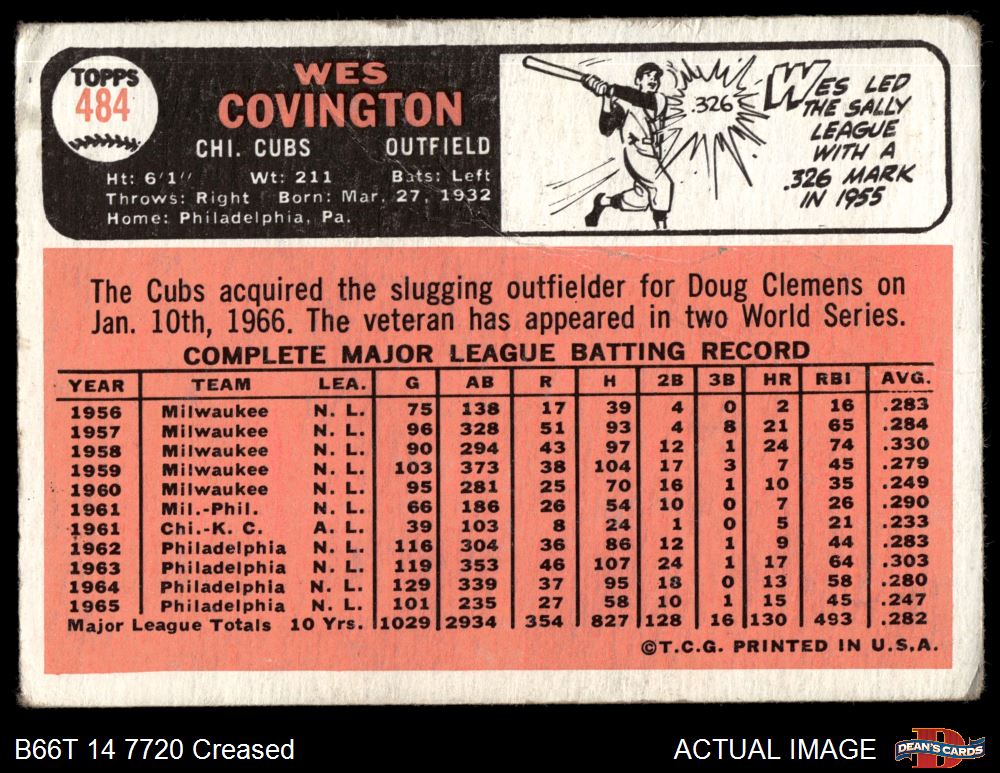 TOPPS
484
WES
COVINGTON
CHI. CUBS OUTFIELD
Ht: 6'1" Wt: 211 Bats: Left
Throws: Right Born: Mar. 27, 1932
Home: Philadelphia, Pa.
.326
WES LED
THE SALLY
LEAGUE
WITH A
.326 MARK
IN 1955
The Cubs acquired the slugging outfielder for Doug Clemens on
Jan. 10th, 1966. The veteran has appeared in two World Series.
COMPLETE MAJOR LEAGUE BATTING RECORD
YEAR TEAM LEA. G AB R H 2B 3B HR RBI AVG.
1956 Milwaukee N. L. 75 138 17 39 4 0 2 16 .283
1957 Milwaukee N. L. 96 328 51 93 4 8 21 65 .284
1958 Milwaukee N. L. 90 294 43 97 12 1 24 74 .330
1959 Milwaukee N. L. 103 373 38 104 17 3 7 45 .279
1960 Milwaukee N. L. 95 281 25 70 16 1 10 35 .249
1961 Mil.-Phil. N. L. 66 186 26 54 10 0 7 26 .290
1961 Chi.-K. C. A. L. 39 103 8 24 1 0 5 21 .233
1962 Philadelphia N. L. 116 304 36 86 12 1 9 44 .283
1963 Philadelphia N. L. 119 353 46 107 24 1 17 64 .303
1964 Philadelphia N. L. 129 339 37 95 18 0 13 58 .280
1965 Philadelphia N. L. 101 235 27 58 10 1 15 45 .247
Major League Totals 10 Yrs. 1029 2934 354 827 128 16 130 493 .282
©T.C.G. PRINTED IN U.S.A.
B66T 14 7720 Creased
ACTUAL IMAGE
DEAN'S CARDS